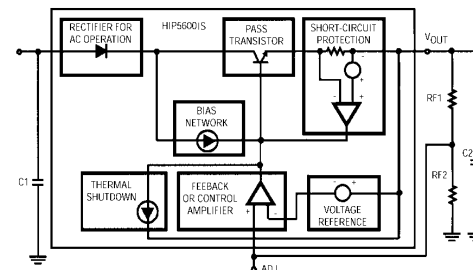 RECTIFIER FOR
AC OPERATION
HIP5600IS
PASS
TRANSISTOR
SHORT-CIRCUIT
PROTECTION
VOUT
- +
- +
RF1
BIAS
NETWORK
C1
C2
THERMAL
SHUTDOWN
FEEBACK
OR CONTROL
AMPLIFIER
+ -
- +
VOLTAGE
REFERENCE
RF2
ADJ